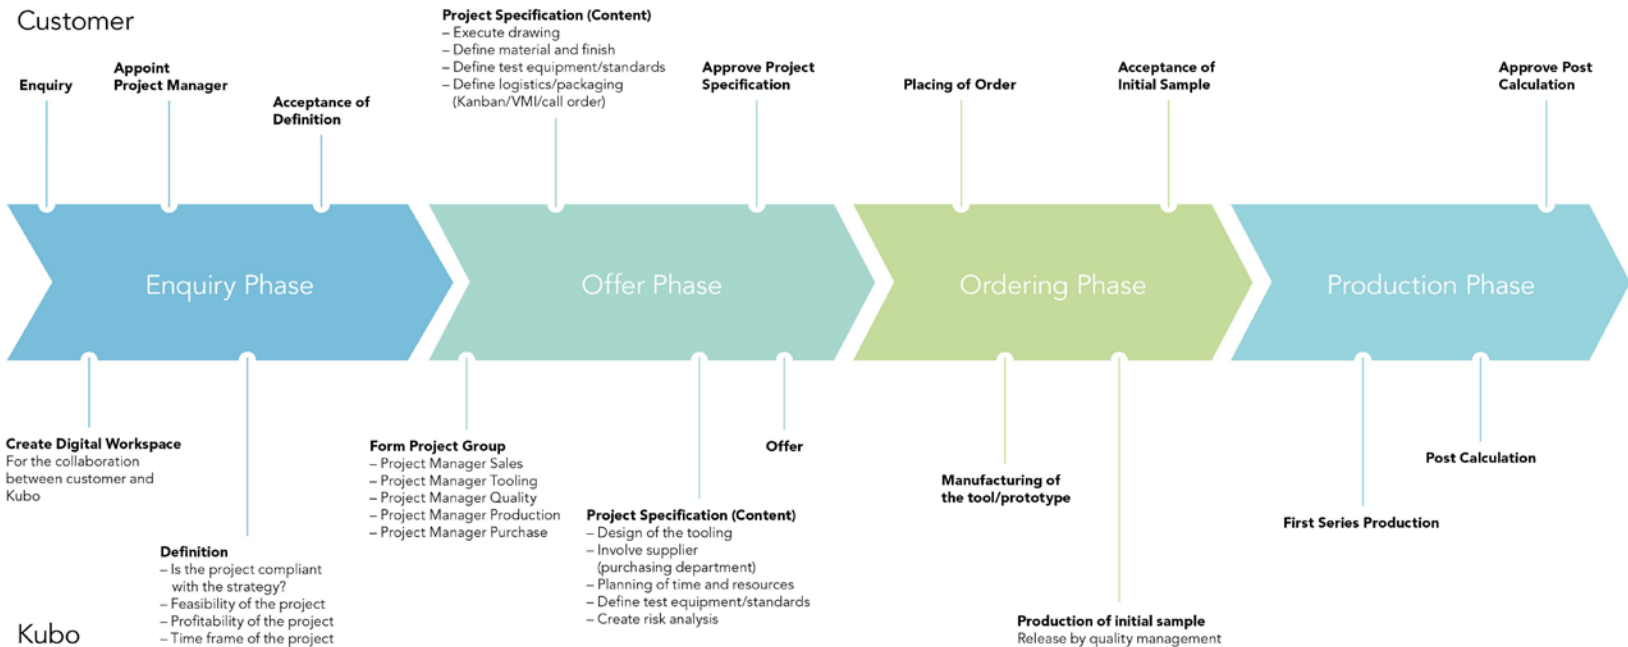 Customer
Enquiry
Appoint
Project Manager
Acceptance of
Definition
Project Specification (Content)
– Execute drawing
– Define material and finish
– Define test equipment/standards
– Define logistics/packaging
(Kanban/VMI/call order)
Approve Project
Specification
Placing of Order
Acceptance of
Initial Sample
Approve Post
Calculation
Enquiry Phase
Offer Phase
Ordering Phase
Production Phase
Create Digital Workspace
For the collaboration
between customer and
Kubo
Definition
– Is the project compliant
with the strategy?
– Feasibility of the project
– Profitability of the project
– Time frame of the project
Form Project Group
– Project Manager Sales
– Project Manager Tooling
– Project Manager Quality
– Project Manager Production
– Project Manager Purchase
Project Specification (Content)
– Design of the tooling
– Involve supplier
(purchasing department)
– Planning of time and resources
– Define test equipment/standards
– Create risk analysis
Offer
Manufacturing of
the tool/prototype
Production of initial sample
Release by quality management
First Series Production
Post Calculation
Kubo